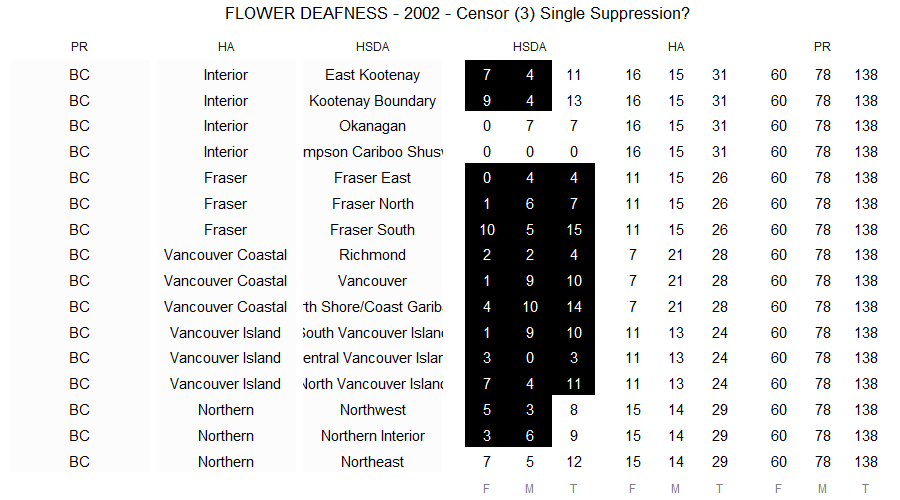 FLOWER DEAFNESS - 2002 - Censor (3) Single Suppression?
PR HA HSDA HSDA HA PR
BC Interior East Kootenay 7 4 11 16 15 31 60 78 138
BC Interior Kootenay Boundary 9 4 13 16 15 31 60 78 138
BC Interior Okanagan 0 7 7 16 15 31 60 78 138
BC Interior mpson Cariboo Shusw 0 0 0 16 15 31 60 78 138
BC Fraser Fraser East 0 4 4 11 15 26 60 78 138
BC Fraser Fraser North 1 6 7 11 15 26 60 78 138
BC Fraser Fraser South 10 5 15 11 15 26 60 78 138
BC Vancouver Coastal Richmond 2 2 4 7 21 28 60 78 138
BC Vancouver Coastal Vancouver 1 9 10 7 21 28 60 78 138
BC Vancouver Coastal rth Shore/Coast Garib 4 10 14 7 21 28 60 78 138
BC Vancouver Island South Vancouver Island 1 9 10 11 13 24 60 78 138
BC Vancouver Island entral Vancouver Islan 3 0 3 11 13 24 60 78 138
BC Vancouver Island North Vancouver Island 7 4 11 11 13 24 60 78 138
BC Northern Northwest 5 3 8 15 14 29 60 78 138
BC Northern Northern Interior 3 6 9 15 14 29 60 78 138
BC Northern Northeast 7 5 12 15 14 29 60 78 138
F M T F M T F M T